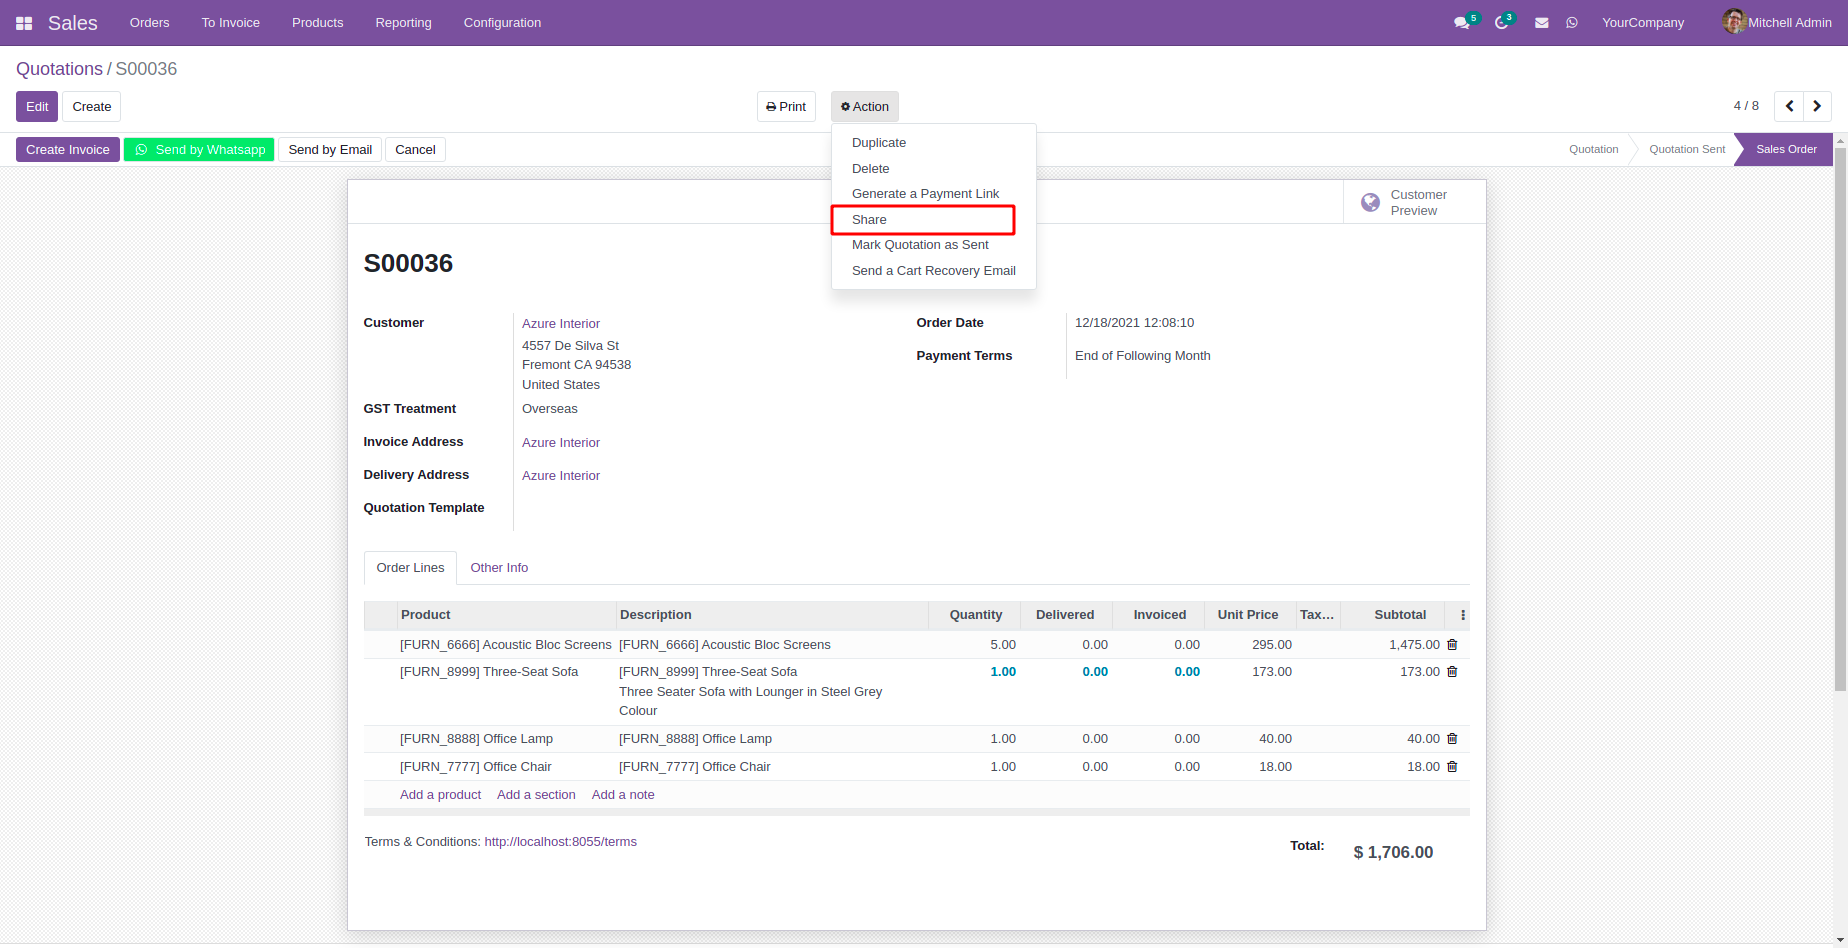 Sales Orders To Invoice Products Reporting Configuration 5 3 YourCompany Mitchell Admin
Quotations / S00036
Edit Create Print Action 4 / 8
Create Invoice Send by Whatsapp Send by Email Cancel Quotation Quotation Sent Sales Order
Duplicate
Delete
Generate a Payment Link
Share
Mark Quotation as Sent
Send a Cart Recovery Email
Customer
Preview
S00036
Customer Azure Interior
4557 De Silva St
Fremont CA 94538
United States
GST Treatment Overseas
Invoice Address Azure Interior
Delivery Address Azure Interior
Quotation Template
Order Date 12/18/2021 12:08:10
Payment Terms End of Following Month
Order Lines Other Info
Product Description Quantity Delivered Invoiced Unit Price Tax... Subtotal
[FURN_6666] Acoustic Bloc Screens [FURN_6666] Acoustic Bloc Screens 5.00 0.00 0.00 295.00 1,475.00
[FURN_8999] Three-Seat Sofa [FURN_8999] Three-Seat Sofa 1.00 0.00 0.00 173.00 173.00
Three Seater Sofa with Lounger in Steel Grey
Colour
[FURN_8888] Office Lamp [FURN_8888] Office Lamp 1.00 0.00 0.00 40.00 40.00
[FURN_7777] Office Chair [FURN_7777] Office Chair 1.00 0.00 0.00 18.00 18.00
Add a product Add a section Add a note
Terms & Conditions: http://localhost:8055/terms
Total: $ 1,706.00